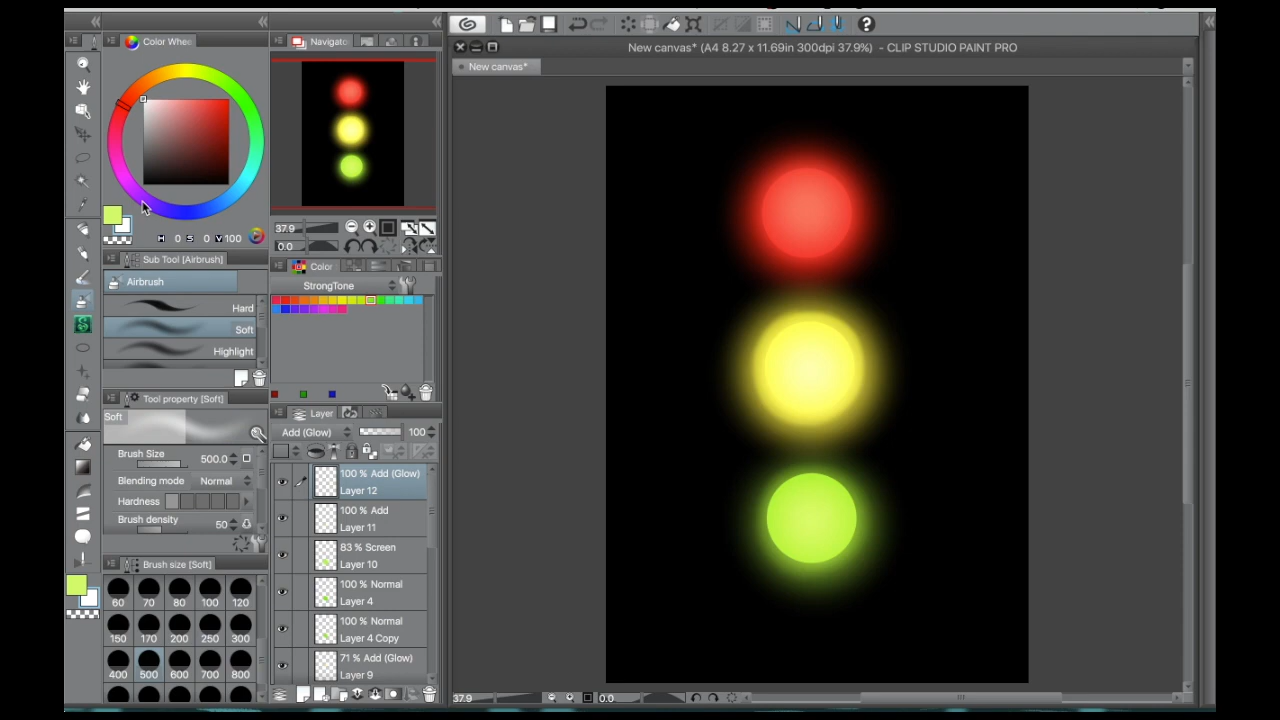 New canvas* (A4 8.27 x 11.69in 300dpi 37.9%) - CLIP STUDIO PAINT PRO
New canvas*
Color Whee
H 0 S 0 V 100
Sub Tool [Airbrush]
Airbrush
Hard
Soft
Highlight
Tool property [Soft]
Soft
Brush Size 500.0
Blending mode Normal
Hardness
Brush density 50
Brush size [Soft]
60 70 80 100 120
150 170 200 250 300
400 500 600 700 800
Navigator
37.9
0.0
Color
StrongTone
Layer
Add (Glow) 100
100 % Add (Glow)
Layer 12
100 % Add
Layer 11
83 % Screen
Layer 10
100 % Normal
Layer 4
100 % Normal
Layer 4 Copy
71 % Add (Glow)
Layer 9
37.9 0.0